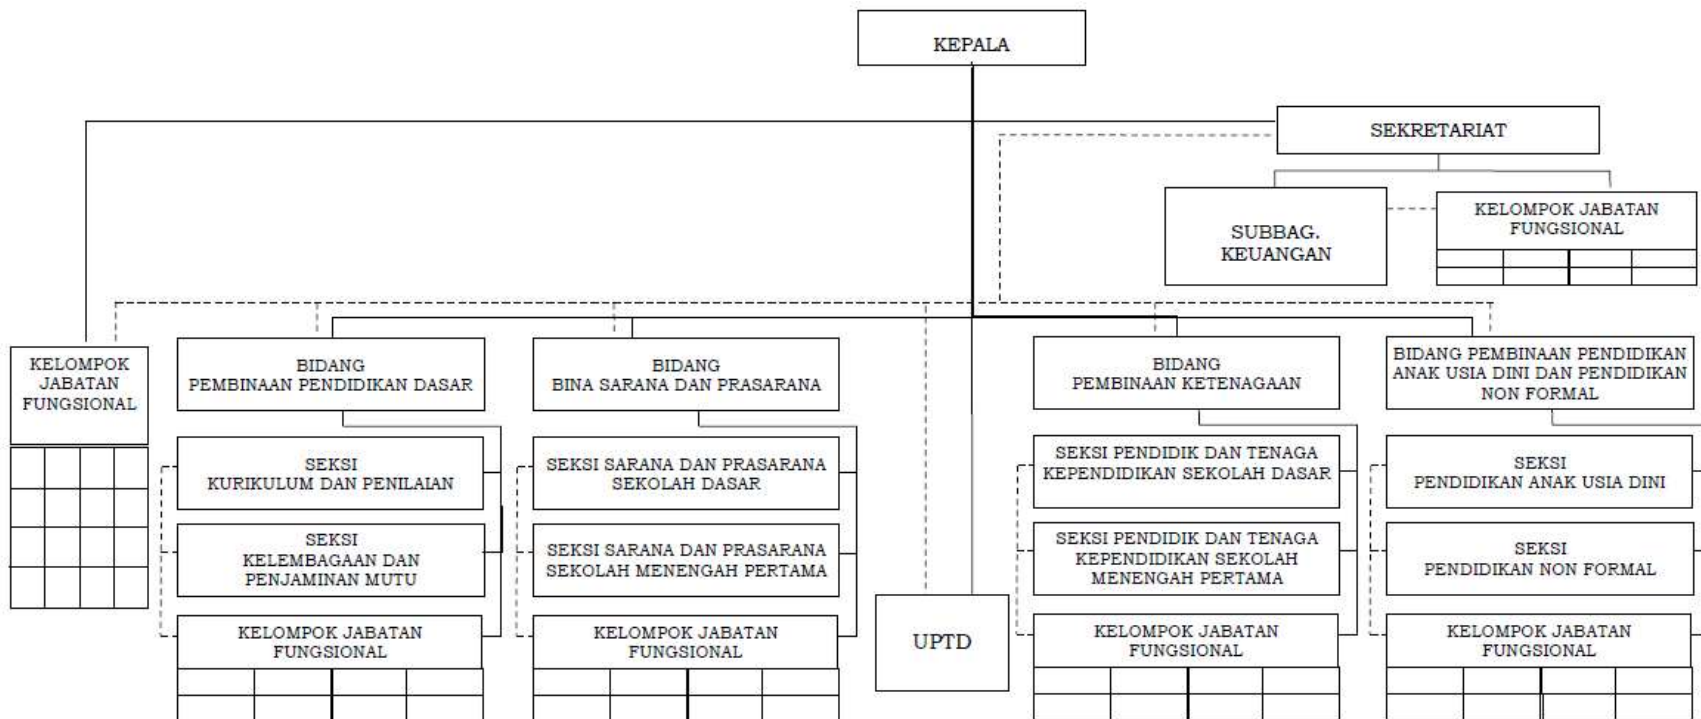 KEPALA
SEKRETARIAT
SUBBAG.
KEUANGAN
KELOMPOK JABATAN
FUNGSIONAL
KELOMPOK
JABATAN
FUNGSIONAL
BIDANG
PEMBINAAN PENDIDIKAN DASAR
SEKSI
KURIKULUM DAN PENILAIAN
SEKSI
KELEMBAGAAN DAN
PENJAMINAN MUTU
KELOMPOK JABATAN
FUNGSIONAL
BIDANG
BINA SARANA DAN PRASARANA
SEKSI SARANA DAN PRASARANA
SEKOLAH DASAR
SEKSI SARANA DAN PRASARANA
SEKOLAH MENENGAH PERTAMA
KELOMPOK JABATAN
FUNGSIONAL
UPTD
BIDANG
PEMBINAAN KETENAGAAN
SEKSI PENDIDIK DAN TENAGA
KEPENDIDIKAN SEKOLAH DASAR
SEKSI PENDIDIK DAN TENAGA
KEPENDIDIKAN SEKOLAH
MENENGAH PERTAMA
KELOMPOK JABATAN
FUNGSIONAL
BIDANG PEMBINAAN PENDIDIKAN
ANAK USIA DINI DAN PENDIDIKAN
NON FORMAL
SEKSI
PENDIDIKAN ANAK USIA DINI
SEKSI
PENDIDIKAN NON FORMAL
KELOMPOK JABATAN
FUNGSIONAL